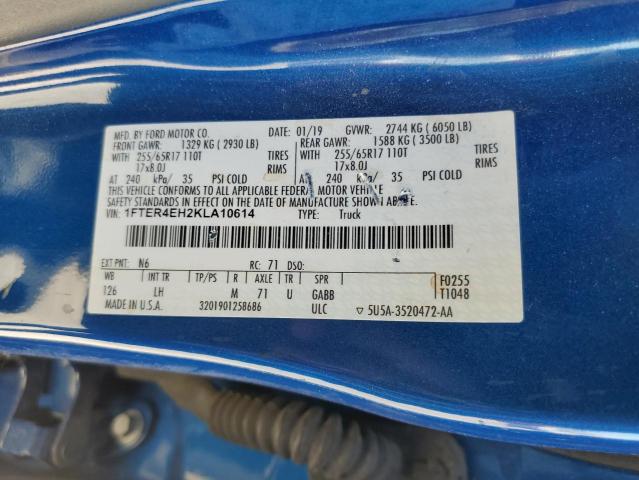 MFD. BY FORD MOTOR CO. 01/19 GVWR: 2744 KG ( 6050 LB)
FRONT GAWR: 1329 KG ( 2930 LB) REAR GAWR: 1588 KG ( 3500 LB)
WITH 255/65R17 110T TIRES WITH 255/65R17 110T TIRES
17x8.0J RIMS 17x8.0J RIMS
AT 240 kPa/ 35 PSI COLD AT 240 kPa/ 35 PSI COLD
THIS VEHICLE CONFORMS TO ALL APPLICABLE FEDERAL MOTOR VEHICLE
SAFETY STANDARDS IN EFFECT ON THE DATE OF MANUFACTURE SHOWN ABOVE.
VIN: 1FTER4EH2KLA10614 TYPE: Truck
EXT PNT: N6 RC: 71 DSO:
WB INT TR TP/PS R AXLE TR SPR F0255
126 LH M 71 U GABB T1048
MADE IN U.S.A. 3201901258686 ULC ▽ 5U5A-3520472-AA